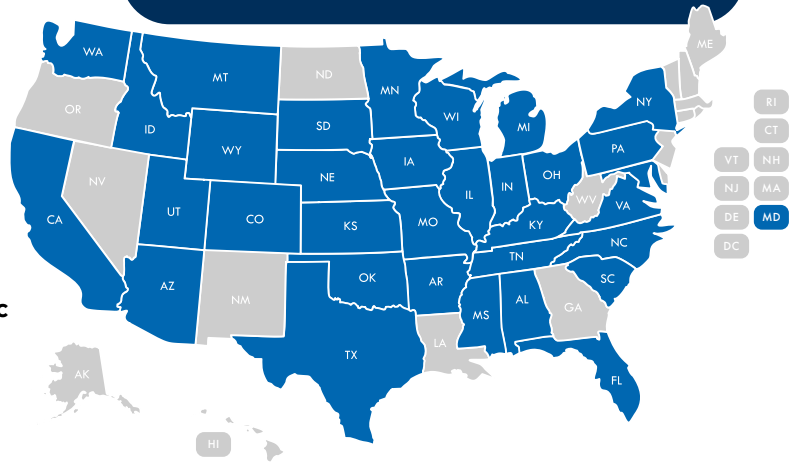 ME
WA
MT
ND
MN
OR
ID
SD
WI
MI
NY
RI
WY
CT
PA
IA
VT
NH
NE
OH
NV
IL
IN
NJ
MA
WV
VA
UT
CO
CA
KS
MO
KY
DE
MD
NC
DC
TN
AZ
OK
AR
SC
NM
AL
GA
MS
C
LA
TX
AK
FL
HI